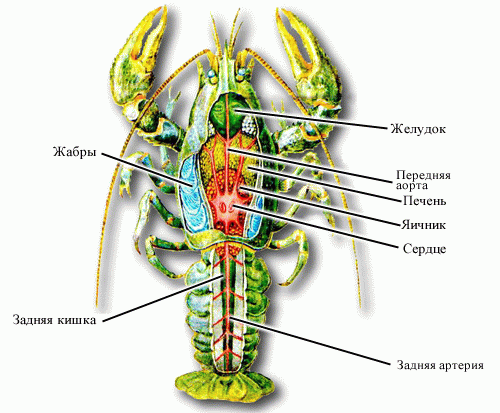 Желудок
Жабры
Передняя
аорта
Печень
Яичник
Сердце
Задняя кишка
Задняя артерия